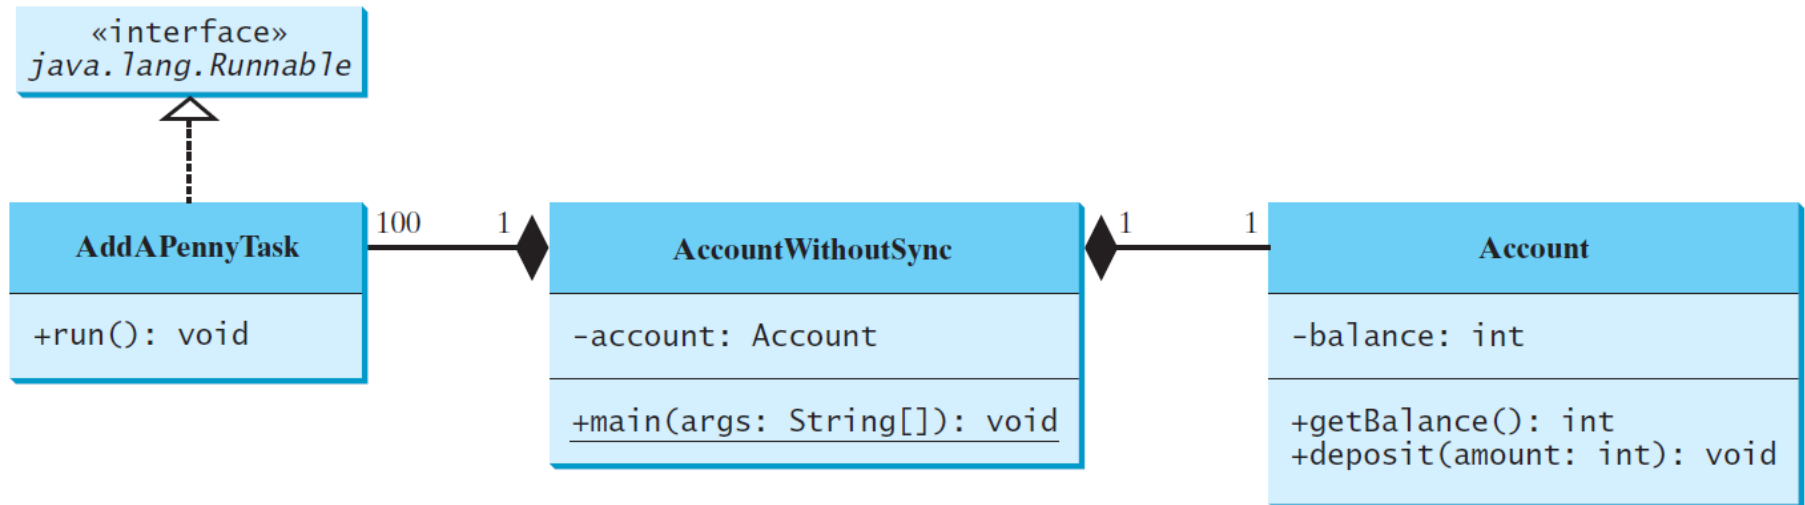 «interface»
java.lang.Runnable
100
1
1
1
AddAPennyTask
AccountWithoutSync
Account
+run(): void
-account: Account
-balance: int
+main(args: String[]): void
+getBalance(): int
+deposit(amount: int): void